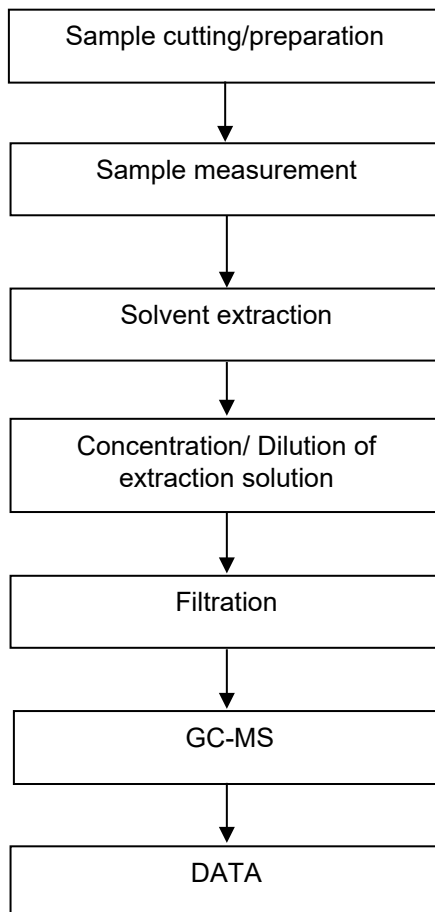 Sample cutting/preparation
Sample measurement
Solvent extraction
Concentration/ Dilution of
extraction solution
Filtration
GC-MS
DATA